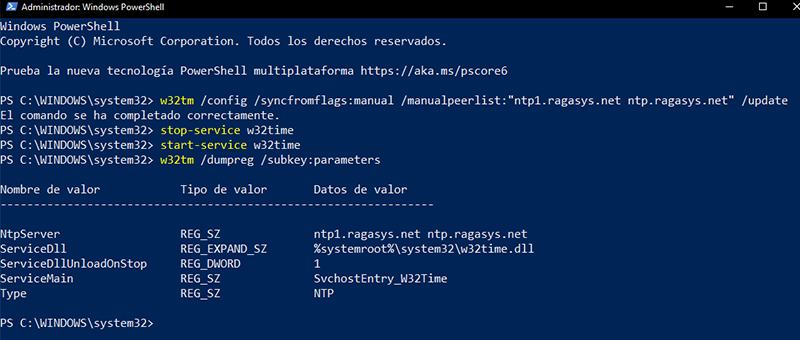 Administrador: Windows PowerShell
Windows PowerShell
Copyright (C) Microsoft Corporation. Todos los derechos reservados.
Prueba la nueva tecnología PowerShell multiplataforma https://aka.ms/pscore6
PS C:\WINDOWS\system32> w32tm /config /syncfromflags:manual /manualpeerlist:"ntp1.ragasys.net ntp.ragasys.net" /update
El comando se ha completado correctamente.
PS C:\WINDOWS\system32> stop-service w32time
PS C:\WINDOWS\system32> start-service w32time
PS C:\WINDOWS\system32> w32tm /dumpreg /subkey:parameters
Nombre de valor Tipo de valor Datos de valor
------------------------------------------------------------------
NtpServer REG_SZ ntp1.ragasys.net ntp.ragasys.net
ServiceDll REG_EXPAND_SZ %systemroot%\system32\w32time.dll
ServiceDllUnloadOnStop REG_DWORD 1
ServiceMain REG_SZ SvchostEntry_W32Time
Type REG_SZ NTP
PS C:\WINDOWS\system32>